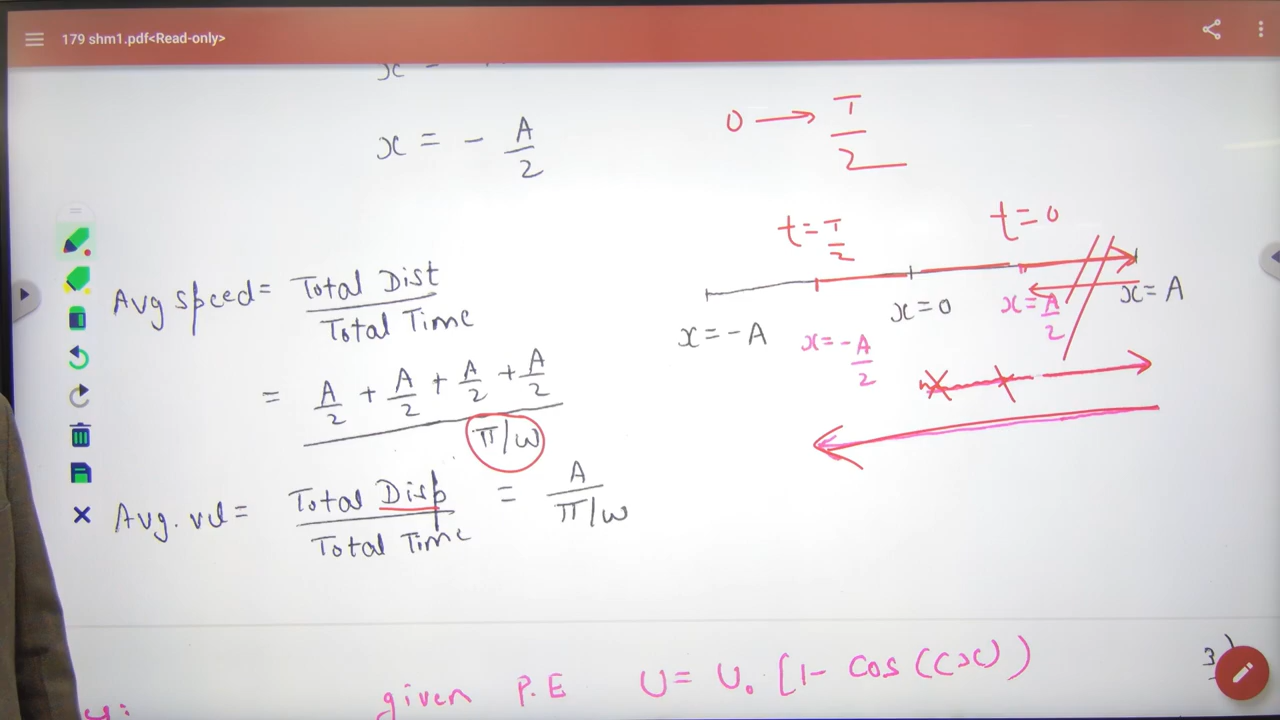 179 shm1.pdf<Read-only>
x = - A/2
0 → T/2
t = T/2
t = 0
x = -A
x = -A/2
x = 0
x = A/2
x = A
Avg speed = Total Dist / Total Time
= A/2 + A/2 + A/2 + A/2 / π/ω
Avg. vel = Total Disp / Total Time = A / π/ω
given P.E U = U₀ [1 - Cos (cx)